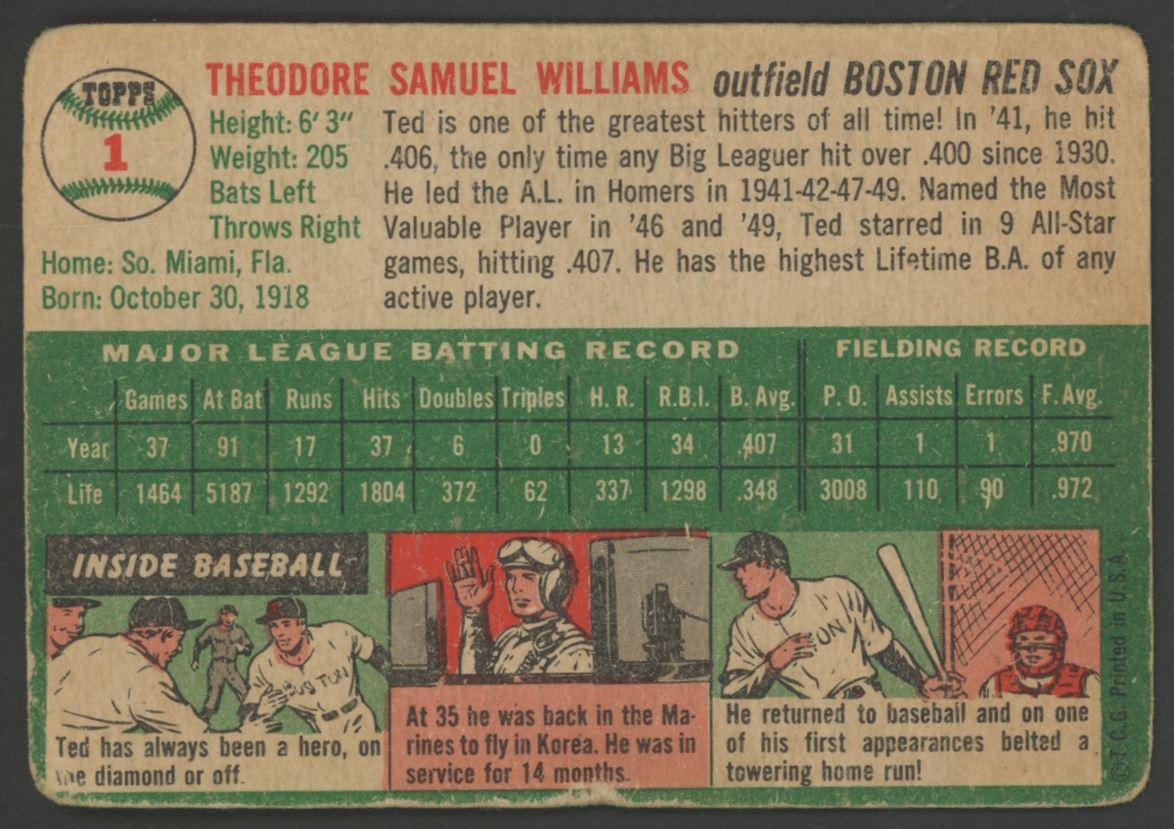 TOPPS
1
THEODORE SAMUEL WILLIAMS outfield BOSTON RED SOX
Height: 6' 3"
Weight: 205
Bats Left
Throws Right
Home: So. Miami, Fla.
Born: October 30, 1918
Ted is one of the greatest hitters of all time! In '41, he hit
.406, the only time any Big Leaguer hit over .400 since 1930.
He led the A.L. in Homers in 1941-42-47-49. Named the Most
Valuable Player in '46 and '49, Ted starred in 9 All-Star
games, hitting .407. He has the highest Lifetime B.A. of any
active player.
MAJOR LEAGUE BATTING RECORD FIELDING RECORD
Games At Bat Runs Hits Doubles Triples H. R. R.B.I. B. Avg. P. O. Assists Errors F. Avg.
Year 37 91 17 37 6 0 13 34 .407 31 1 1 .970
Life 1464 5187 1292 1804 372 62 337 1298 .348 3008 110 90 .972
INSIDE BASEBALL
BOSTON
Ted has always been a hero, on
the diamond or off.
At 35 he was back in the Ma-
rines to fly in Korea. He was in
service for 14 months.
ON
He returned to baseball and on one
of his first appearances belted a
towering home run!
© T.C.G. Printed in U.S.A.